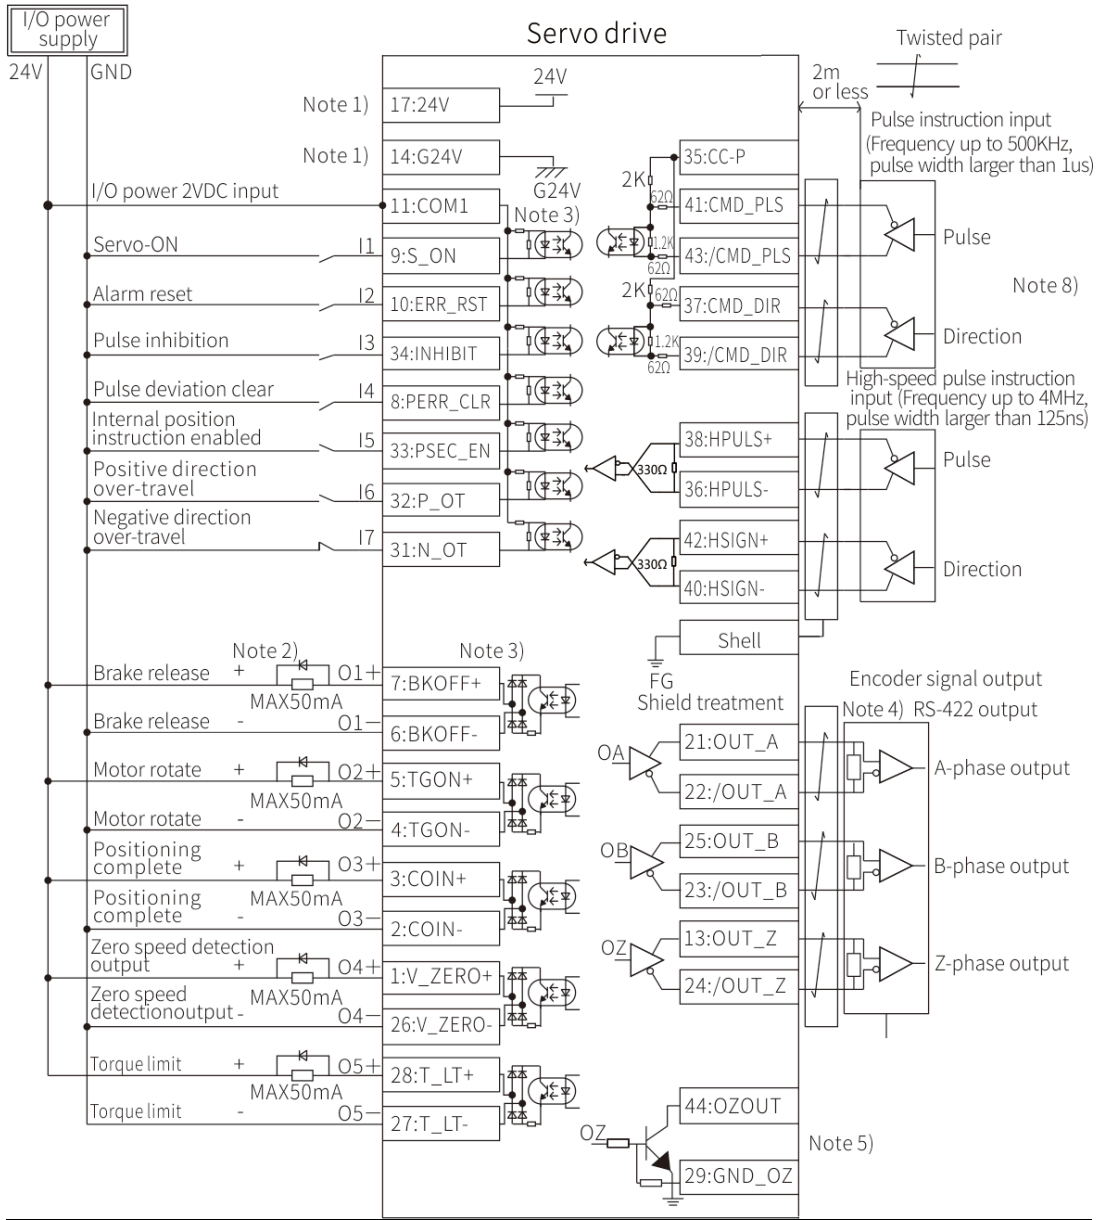 I/O power
supply
24V
GND
Servo drive
Twisted pair
2m
or less
Note 1)
17:24V
24V
Note 1)
14:G24V
G24V
I/O power 2VDC input
11:COM1
Note 3)
Servo-ON
I1
9:S_ON
Alarm reset
I2
10:ERR_RST
Pulse inhibition
I3
34:INHIBIT
Pulse deviation clear
I4
8:PERR_CLR
Internal position
instruction enabled
I5
33:PSEC_EN
Positive direction
over-travel
I6
32:P_OT
Negative direction
over-travel
I7
31:N_OT
Pulse instruction input
(Frequency up to 500KHz,
pulse width larger than 1us)
35:CC-P
2K
62Ω
41:CMD_PLS
1.2K
43:/CMD_PLS
62Ω
Pulse
Note 8)
2K
62Ω
37:CMD_DIR
1.2K
39:/CMD_DIR
62Ω
Direction
High-speed pulse instruction
input (Frequency up to 4MHz,
pulse width larger than 125ns)
38:HPULS+
330Ω
36:HPULS-
Pulse
42:HSIGN+
330Ω
40:HSIGN-
Direction
Shell
FG
Shield treatment
Note 2)
Note 3)
Brake release
+
O1+
MAX50mA
7:BKOFF+
Brake release
-
O1-
6:BKOFF-
Motor rotate
+
O2+
MAX50mA
5:TGON+
Motor rotate
-
O2-
4:TGON-
Positioning
complete
+
O3+
MAX50mA
3:COIN+
Positioning
complete
-
O3-
2:COIN-
Zero speed detection
output
+
O4+
MAX50mA
1:V_ZERO+
Zero speed
detectionoutput
-
O4-
26:V_ZERO-
Torque limit
+
O5+
MAX50mA
28:T_LT+
Torque limit
-
O5-
27:T_LT-
Encoder signal output
Note 4) RS-422 output
OA
21:OUT_A
22:/OUT_A
A-phase output
OB
25:OUT_B
23:/OUT_B
B-phase output
OZ
13:OUT_Z
24:/OUT_Z
Z-phase output
OZ
44:OZOUT
29:GND_OZ
Note 5)